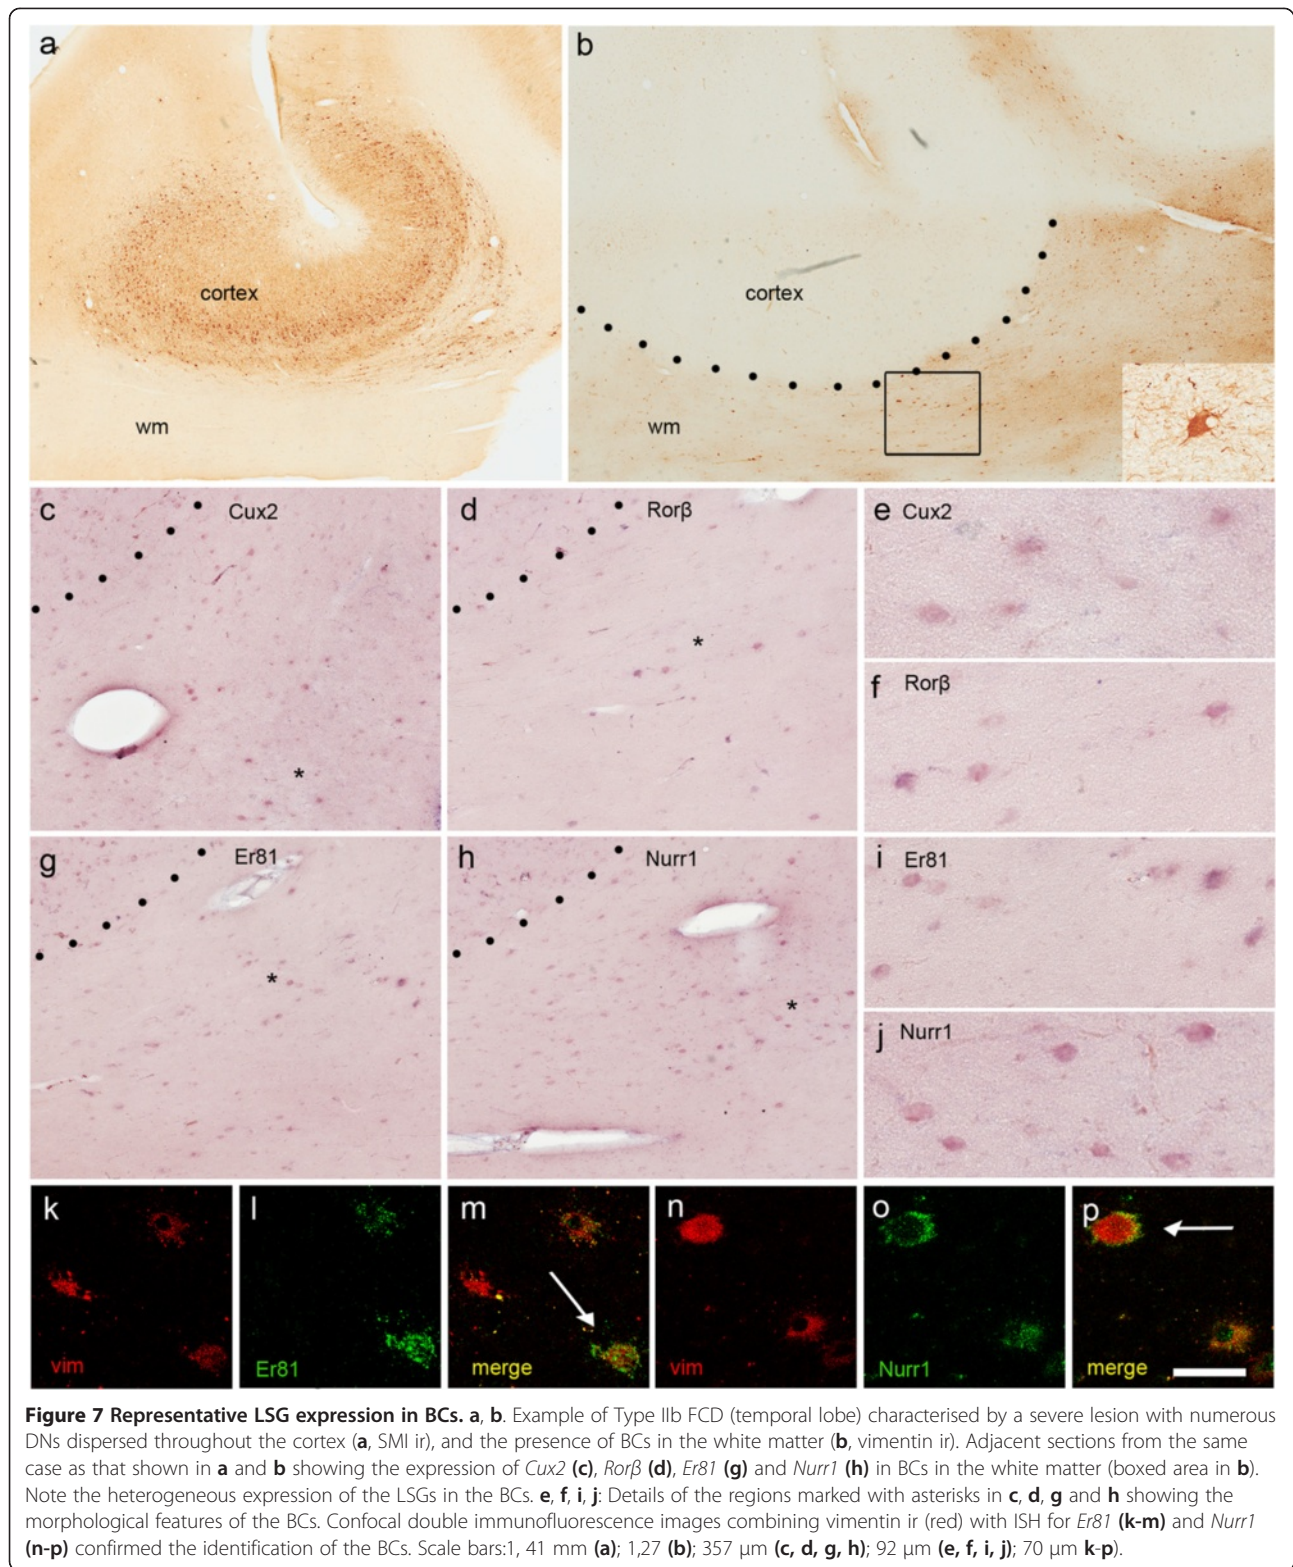 a
b
cortex
wm
cortex
wm
c Cux2
d Rorβ
e Cux2
f Rorβ
g Er81
h Nurr1
i Er81
j Nurr1
*
*
*
*
k
vim
l
Er81
m
merge
n
vim
o
Nurr1
p
merge
Figure 7 Representative LSG expression in BCs. a, b. Example of Type IIb FCD (temporal lobe) characterised by a severe lesion with numerous
DNs dispersed throughout the cortex (a, SMI ir), and the presence of BCs in the white matter (b, vimentin ir). Adjacent sections from the same
case as that shown in a and b showing the expression of Cux2 (c), Rorβ (d), Er81 (g) and Nurr1 (h) in BCs in the white matter (boxed area in b).
Note the heterogeneous expression of the LSGs in the BCs. e, f, i, j: Details of the regions marked with asterisks in c, d, g and h showing the
morphological features of the BCs. Confocal double immunofluorescence images combining vimentin ir (red) with ISH for Er81 (k-m) and Nurr1
(n-p) confirmed the identification of the BCs. Scale bars:1, 41 mm (a); 1,27 (b); 357 μm (c, d, g, h); 92 μm (e, f, i, j); 70 μm k-p).